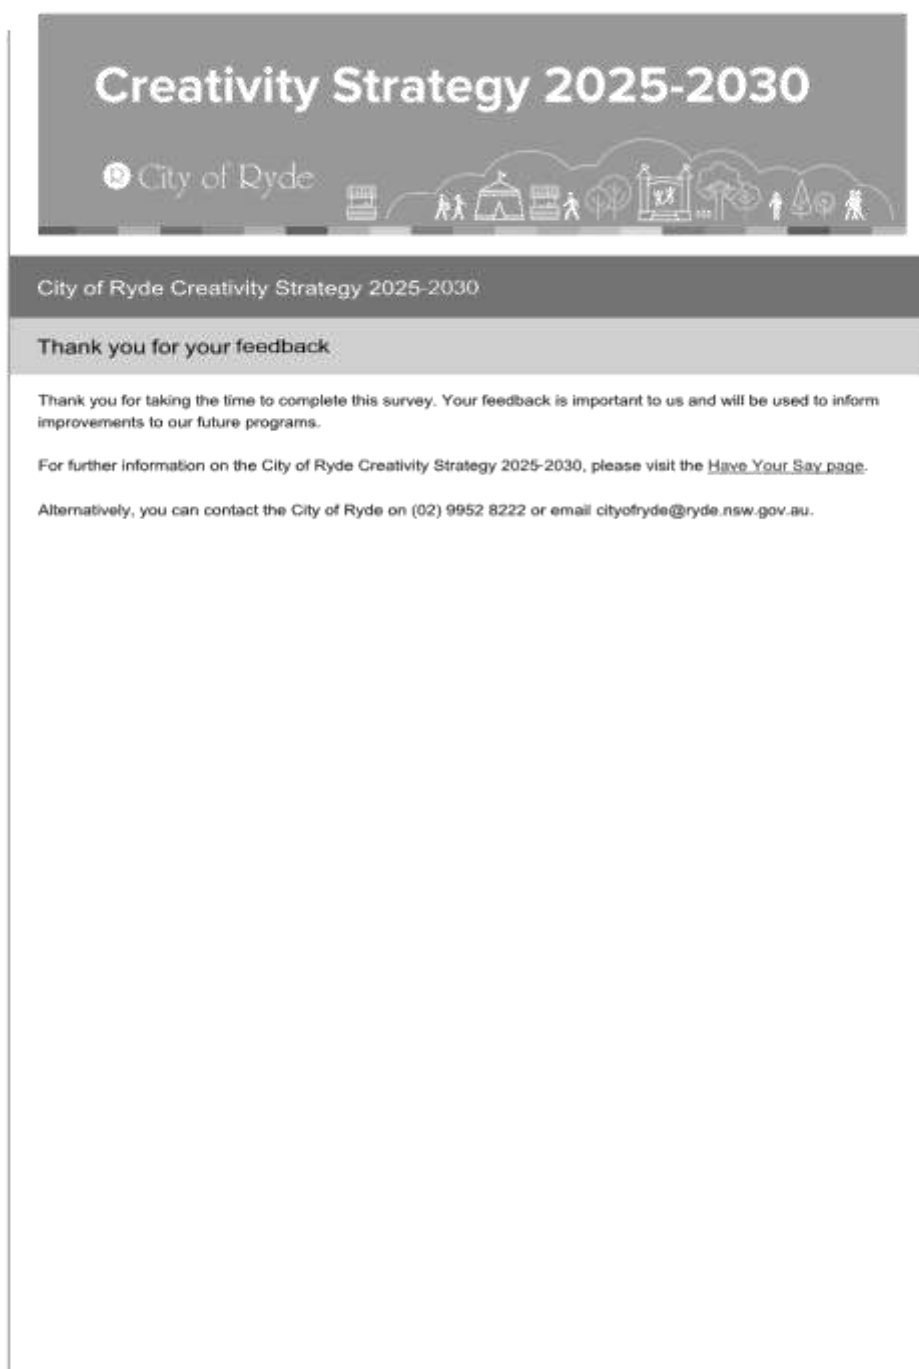 Creativity Strategy 2025-2030
R City of Ryde
City of Ryde Creativity Strategy 2025-2030
Thank you for your feedback
Thank you for taking the time to complete this survey. Your feedback is important to us and will be used to inform
improvements to our future programs.
For further information on the City of Ryde Creativity Strategy 2025-2030, please visit the Have Your Say page.
Alternatively, you can contact the City of Ryde on (02) 9952 8222 or email cityofryde@ryde.nsw.gov.au.